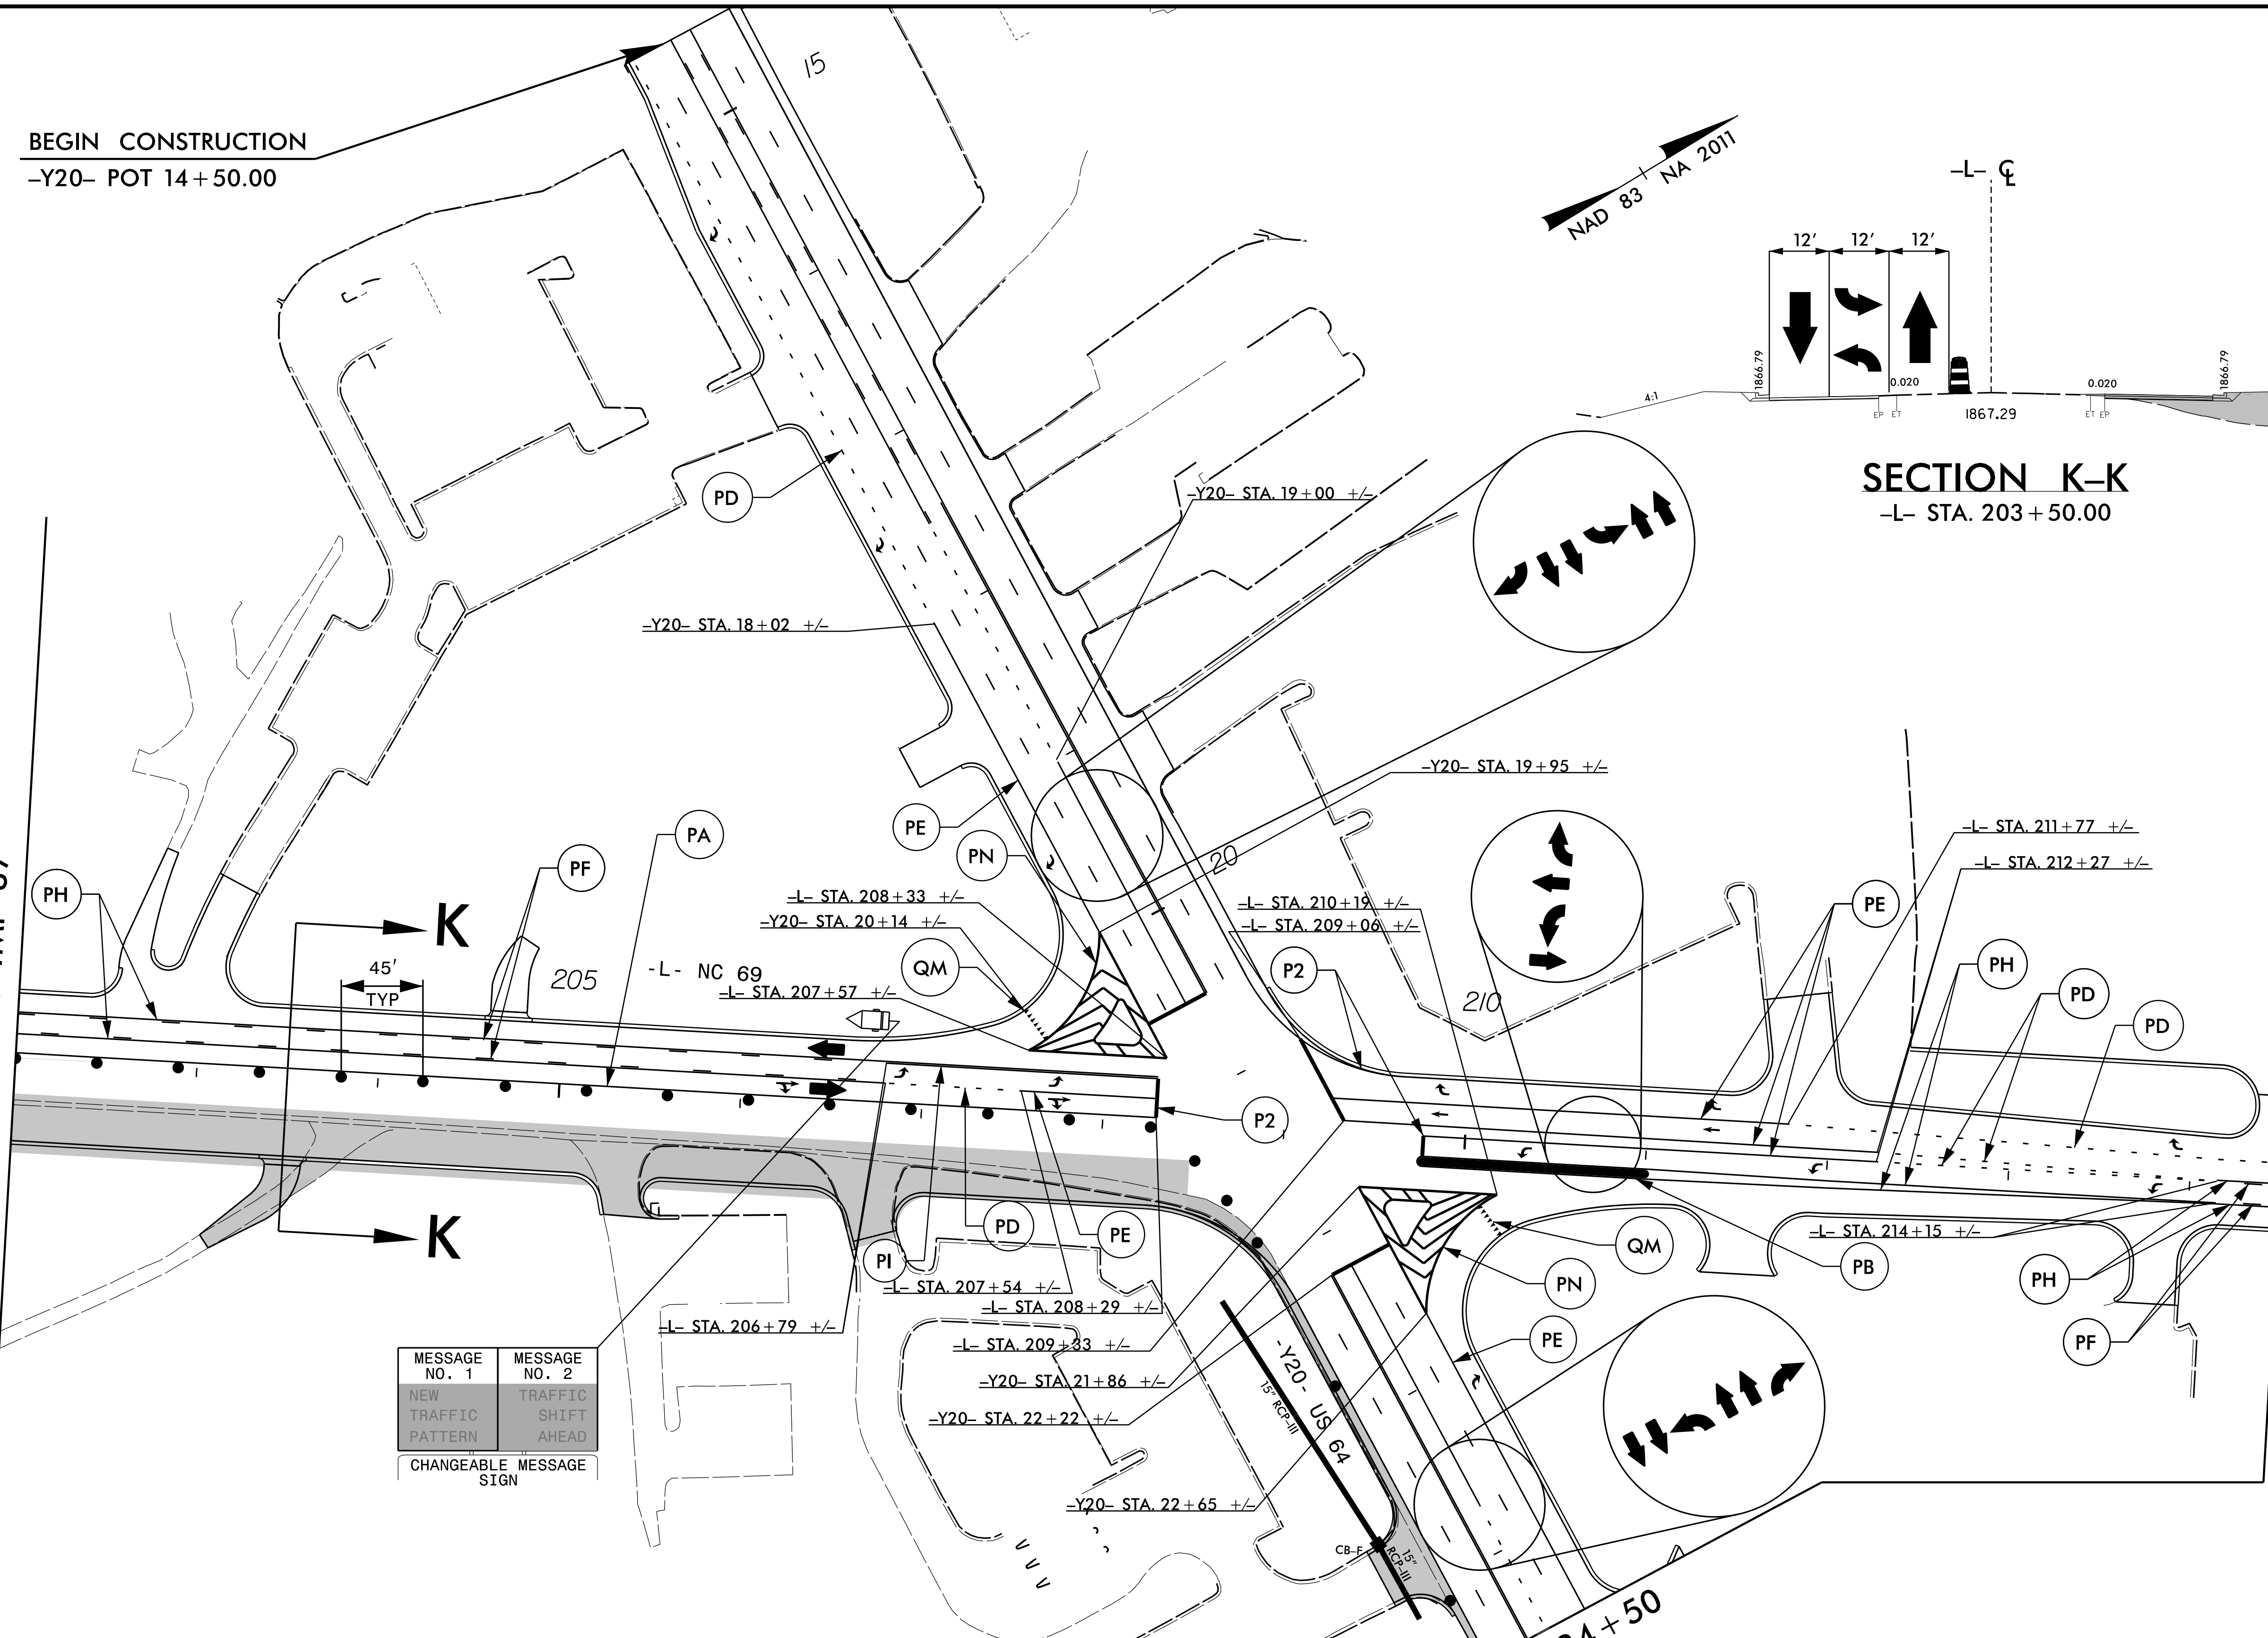 BEGIN CONSTRUCTION
–Y20– POT 14+50.00
15
NAD 83 NA 2011
–L– ℄
12' 12' 12'
1866.79
1866.79
4:1
0.020
0.020
EP ET
1867.29
ET EP
SECTION K–K
–L– STA. 203+50.00
PD
–Y20– STA. 19+00 +/–
–Y20– STA. 18+02 +/–
–Y20– STA. 19+95 +/–
PE
PN
20
PA
PF
PH
K
45'
TYP
205
-L- NC 69
–L– STA. 208+33 +/–
–Y20– STA. 20+14 +/–
QM
–L– STA. 207+57 +/–
–L– STA. 210+19 +/–
–L– STA. 209+06 +/–
P2
210
–L– STA. 211+77 +/–
–L– STA. 212+27 +/–
PE
PH
PD
PD
P2
K
PI
PD
PE
–L– STA. 207+54 +/–
–L– STA. 208+29 +/–
–L– STA. 206+79 +/–
–L– STA. 209+33 +/–
–Y20– STA. 21+86 +/–
–Y20– STA. 22+22 +/–
–Y20– STA. 22+65 +/–
QM
PN
PE
PB
–L– STA. 214+15 +/–
PH
PF
MESSAGE NO. 1
MESSAGE NO. 2
NEW
TRAFFIC
PATTERN
TRAFFIC
SHIFT
AHEAD
CHANGEABLE MESSAGE
SIGN
-Y20- US 64
15" RCP-III
CB-F
15"
RCP-III
+50